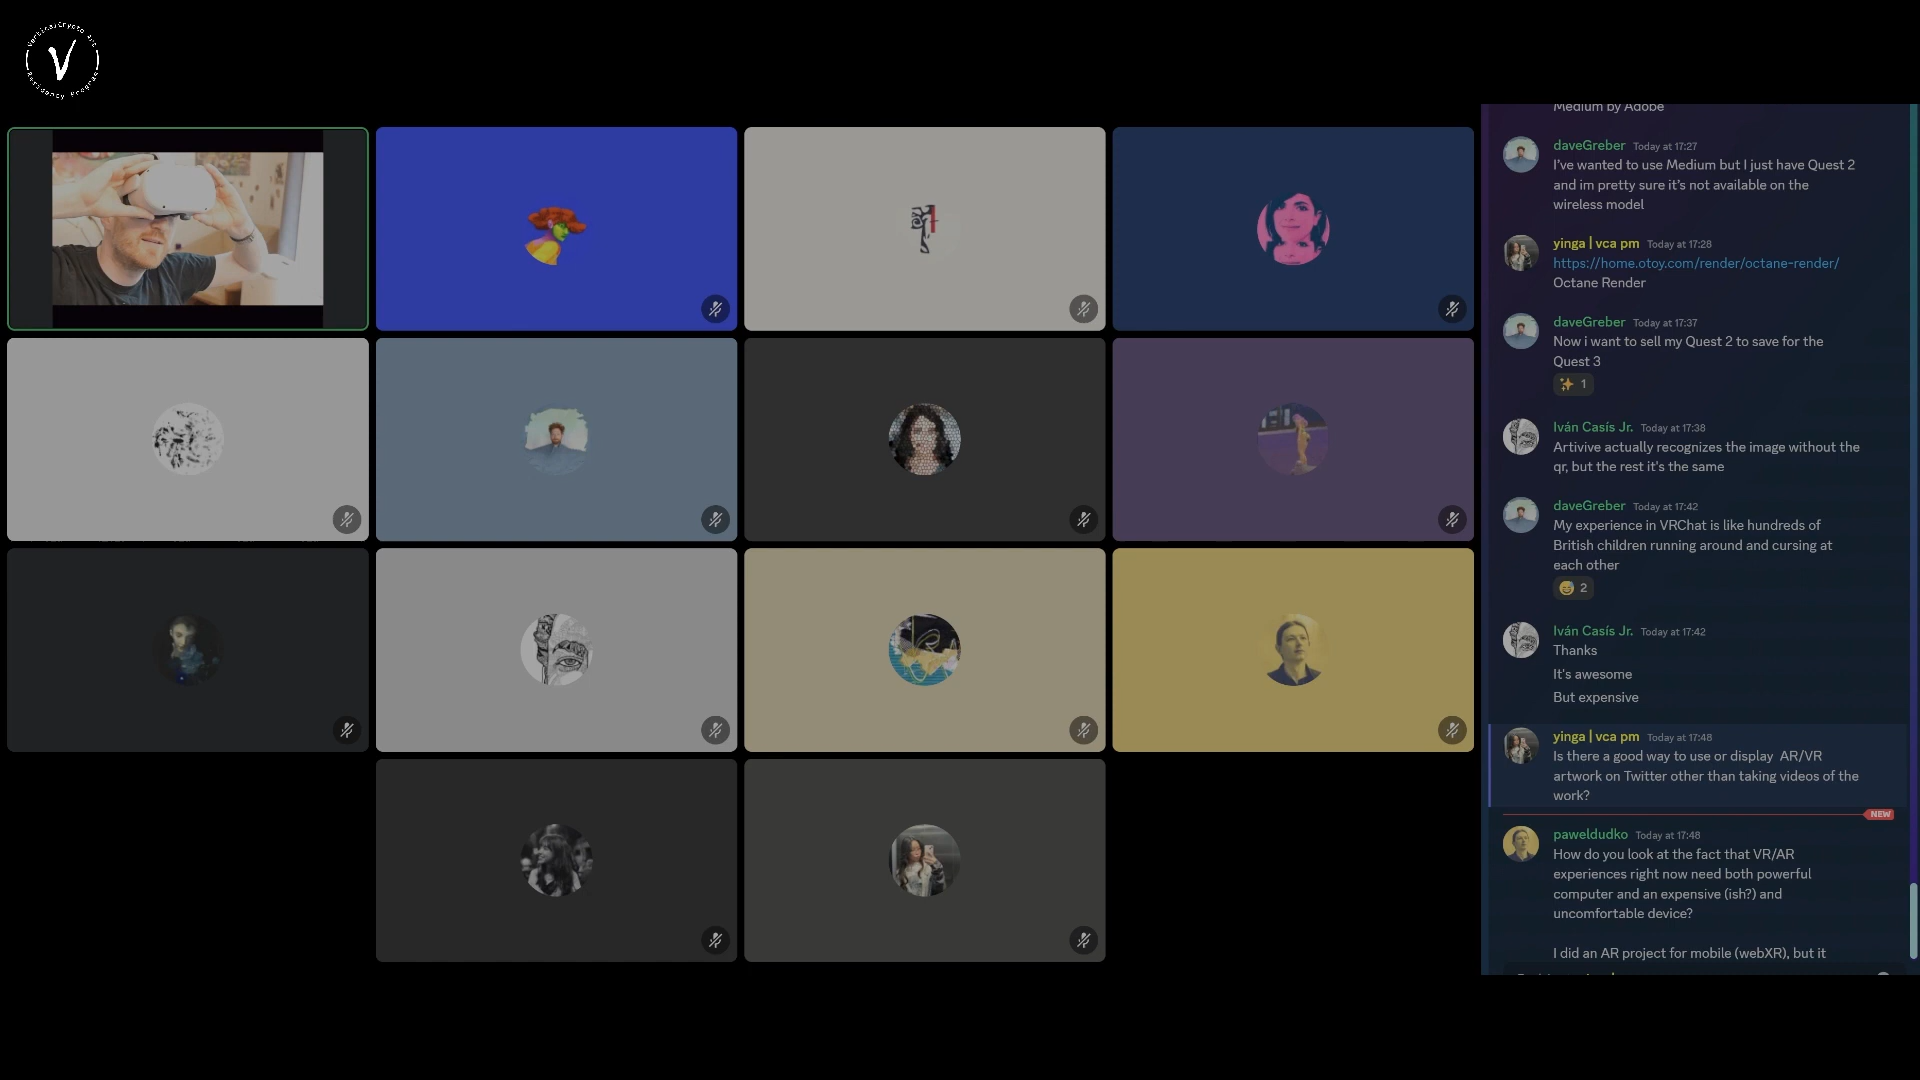 Vertical Crypto Art
V
Residency Program
Medium by Adobe
daveGreber Today at 17:27
I've wanted to use Medium but I just have Quest 2
and im pretty sure it's not available on the
wireless model
yinga | vca pm Today at 17:28
https://home.otoy.com/render/octane-render/
Octane Render
daveGreber Today at 17:37
Now i want to sell my Quest 2 to save for the
Quest 3
1
Iván Casís Jr. Today at 17:38
Artivive actually recognizes the image without the
qr, but the rest it's the same
daveGreber Today at 17:42
My experience in VRChat is like hundreds of
British children running around and cursing at
each other
2
Iván Casís Jr. Today at 17:42
Thanks
It's awesome
But expensive
yinga | vca pm Today at 17:48
Is there a good way to use or display AR/VR
artwork on Twitter other than taking videos of the
work?
NEW
paweldudko Today at 17:48
How do you look at the fact that VR/AR
experiences right now need both powerful
computer and an expensive (ish?) and
uncomfortable device?
I did an AR project for mobile (webXR), but it